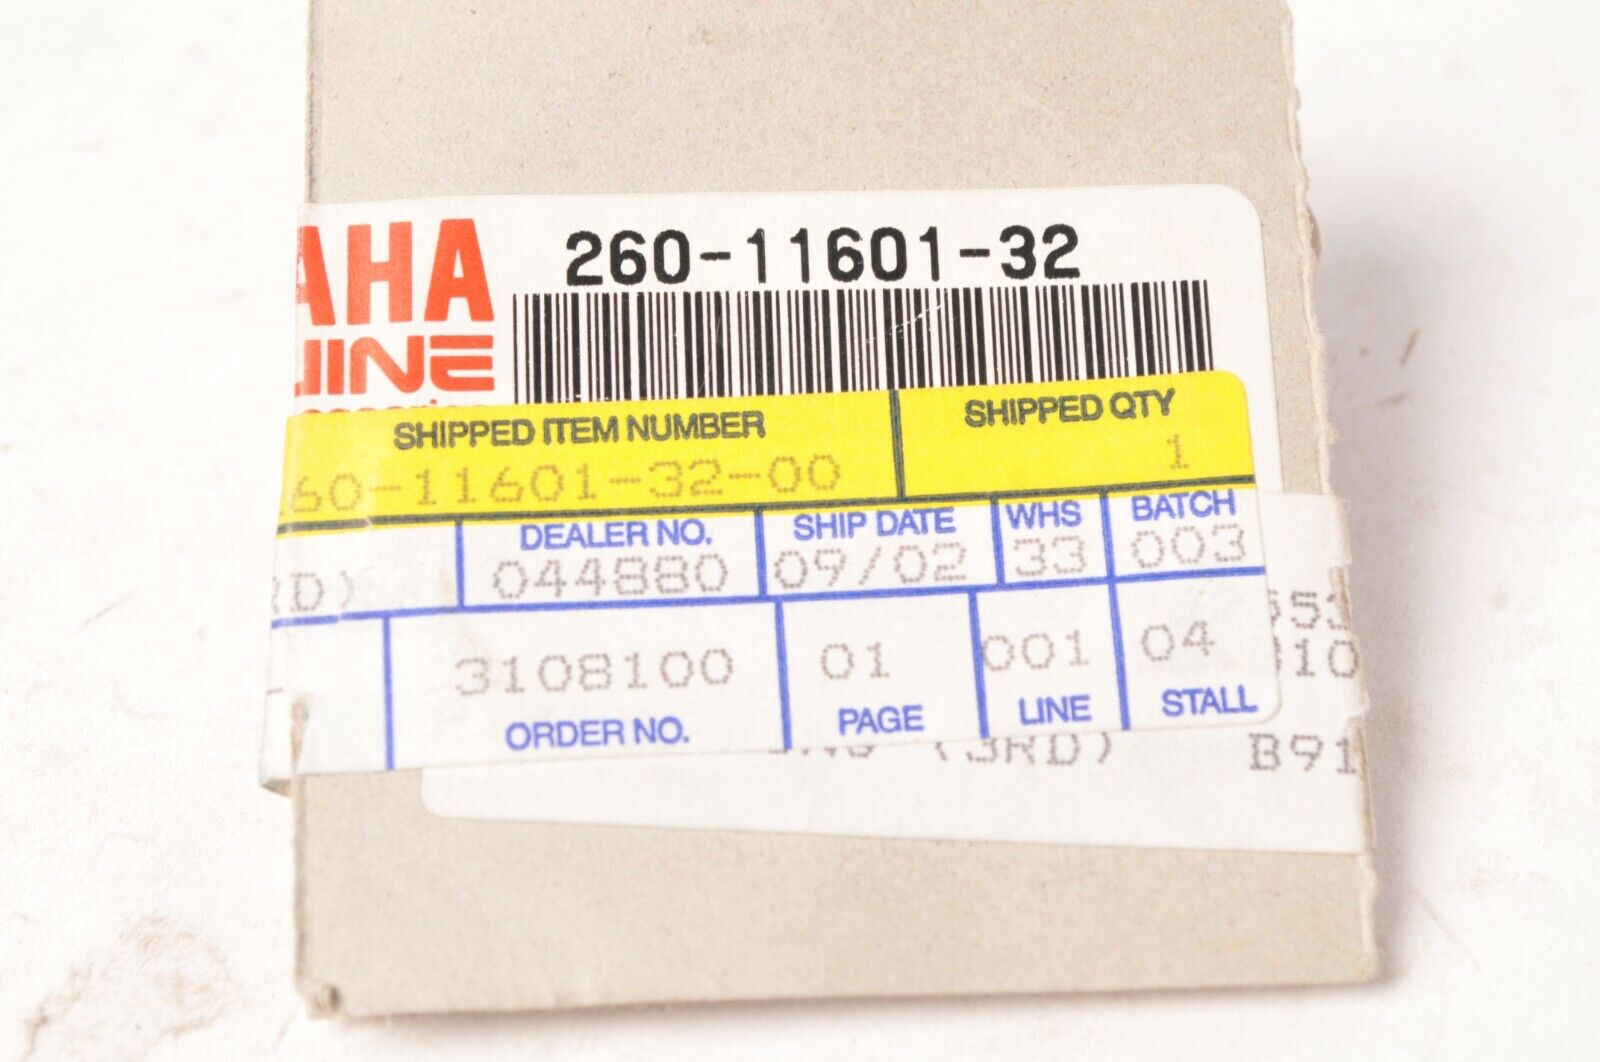 AHA
UINE
260-11601-32
SHIPPED ITEM NUMBER SHIPPED QTY
60-11601-32-00 1
DEALER NO. SHIP DATE WHS BATCH
RD) 044880 09/02 33 003
3108100 01 001 04
ORDER NO. PAGE LINE STALL
(3RD) B91